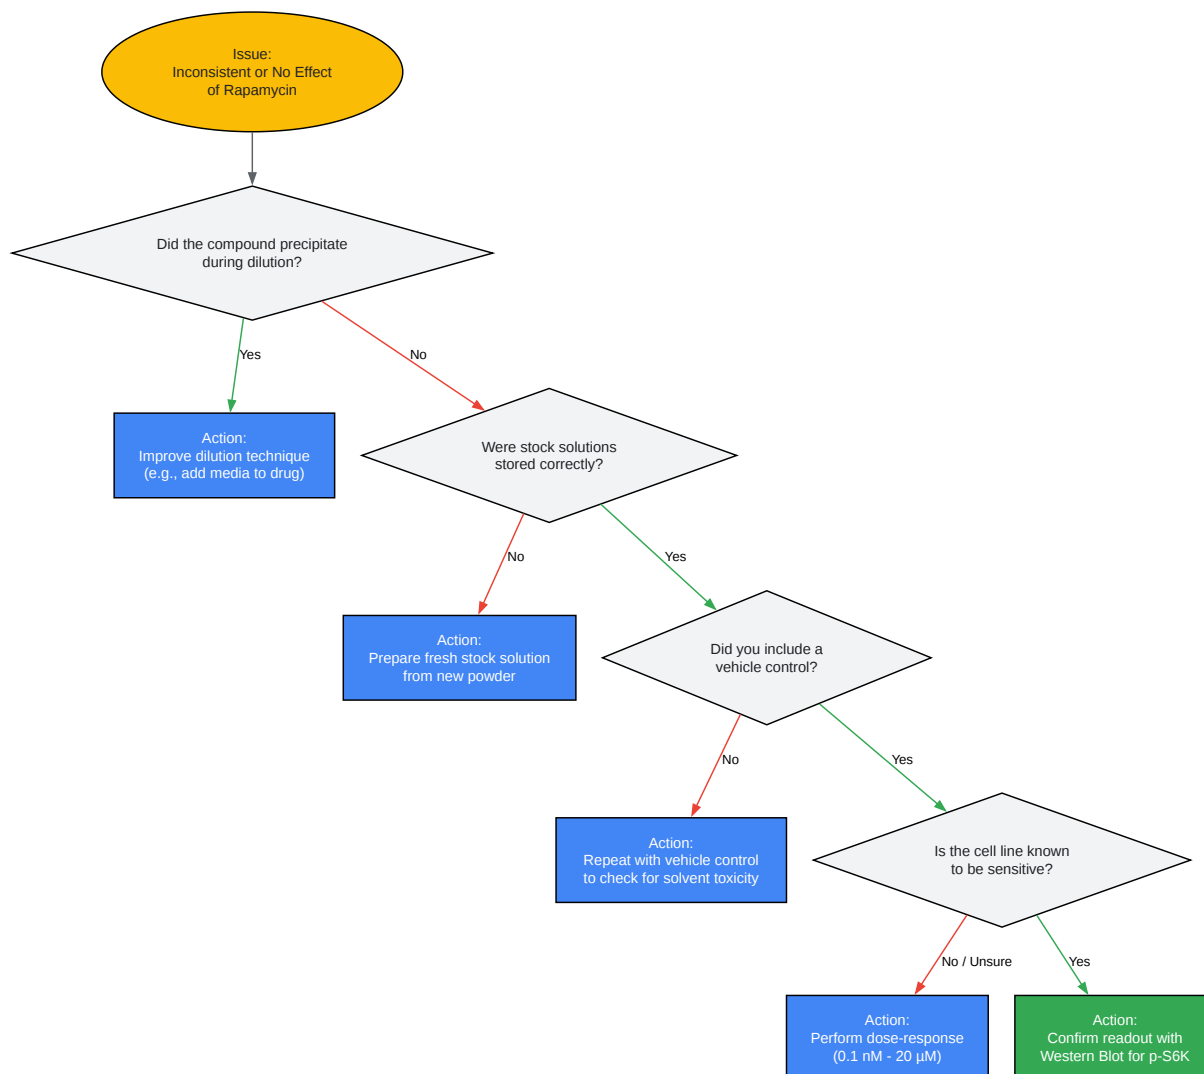 Issue:
Inconsistent or No Effect
of Rapamycin
Did the compound precipitate
during dilution?
Yes
No
Action:
Improve dilution technique
(e.g., add media to drug)
Were stock solutions
stored correctly?
No
Yes
Action:
Prepare fresh stock solution
from new powder
Did you include a
vehicle control?
No
Yes
Action:
Repeat with vehicle control
to check for solvent toxicity
Is the cell line known
to be sensitive?
No / Unsure
Yes
Action:
Perform dose-response
(0.1 nM - 20 µM)
Action:
Confirm readout with
Western Blot for p-S6K